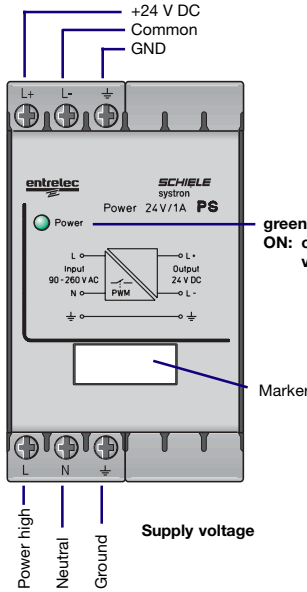 +24 V DC
Common
GND
L+ L- ⏚
entrelec SCHIELE
systron
Power 24V/1A PS
Power
green
ON:
L L+
Input Output
90-260 V AC 24 V DC
N PWM L-
⏚ ⏚
Marker
L N ⏚
Power high
Neutral
Ground
Supply voltage